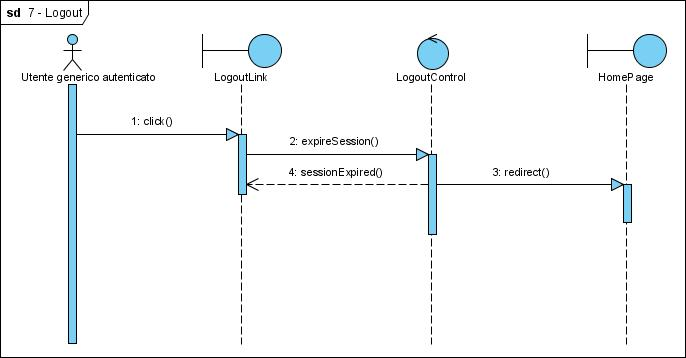 sd 7 - Logout
Utente generico autenticato
LogoutLink
LogoutControl
HomePage
1: click()
2: expireSession()
4: sessionExpired()
3: redirect()